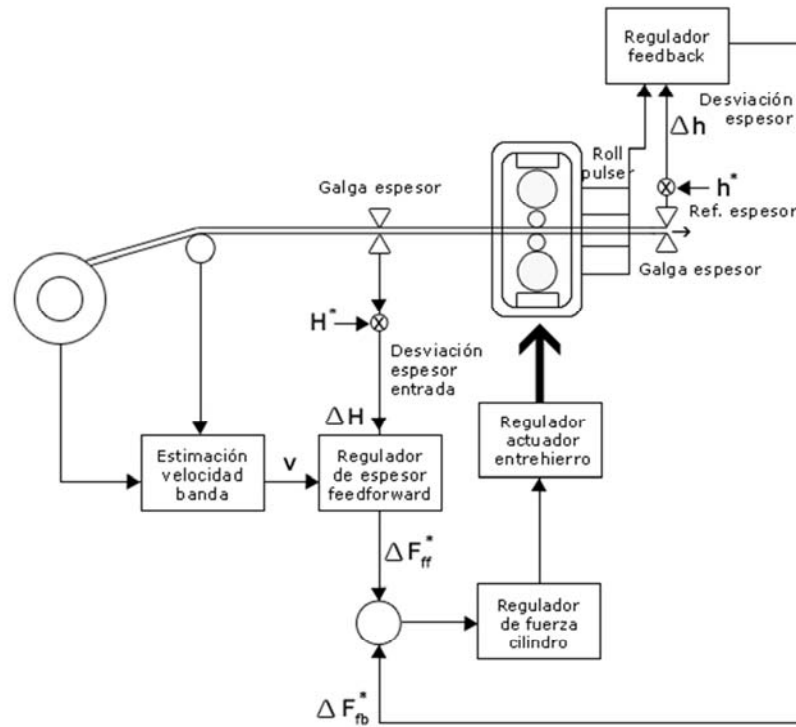 Regulador
feedback
Desviación
espesor
Δh
Roll
pulser
h*
Ref. espesor
Galga espesor
Galga espesor
H*
Desviación
espesor
entrada
ΔH
Estimación
velocidad
banda
v
Regulador
de espesor
feedforward
Regulador
actuador
entrehierro
ΔF*ff
Regulador
de fuerza
cilindro
ΔF*fb